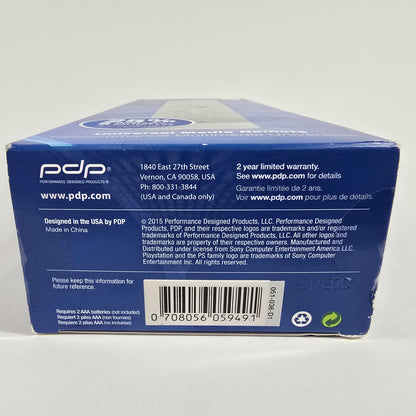 Universal Media Remote
pdp
PERFORMANCE DESIGNED PRODUCTS®
www.pdp.com
1840 East 27th Street
Vernon, CA 90058, USA
Ph: 800-331-3844
(USA and Canada only)
2 year limited warranty.
See www.pdp.com for details
Garantie limitée de 2 ans.
Voir www.pdp.com pour plus de détails.
Designed in the USA by PDP
Made in China
© 2015 Performance Designed Products, LLC. Performance Designed
Products, PDP, and their respective logos are trademarks and/or registered
trademarks of Performance Designed Products, LLC. All other logos and
trademarks are property of their respective owners. Manufactured and
Distributed under license from Sony Computer Entertainment America LLC.
Playstation and the PS family logo are trademarks of Sony Computer
Entertainment Inc. All rights reserved.
Please keep this information for
future reference.
Requires 2 AAA batteries (not included)
Requiert 2 piles AAA (non fournies)
Requiere 2 pilas AAA (no incluidas)
0 708056 059491
051-038-D1